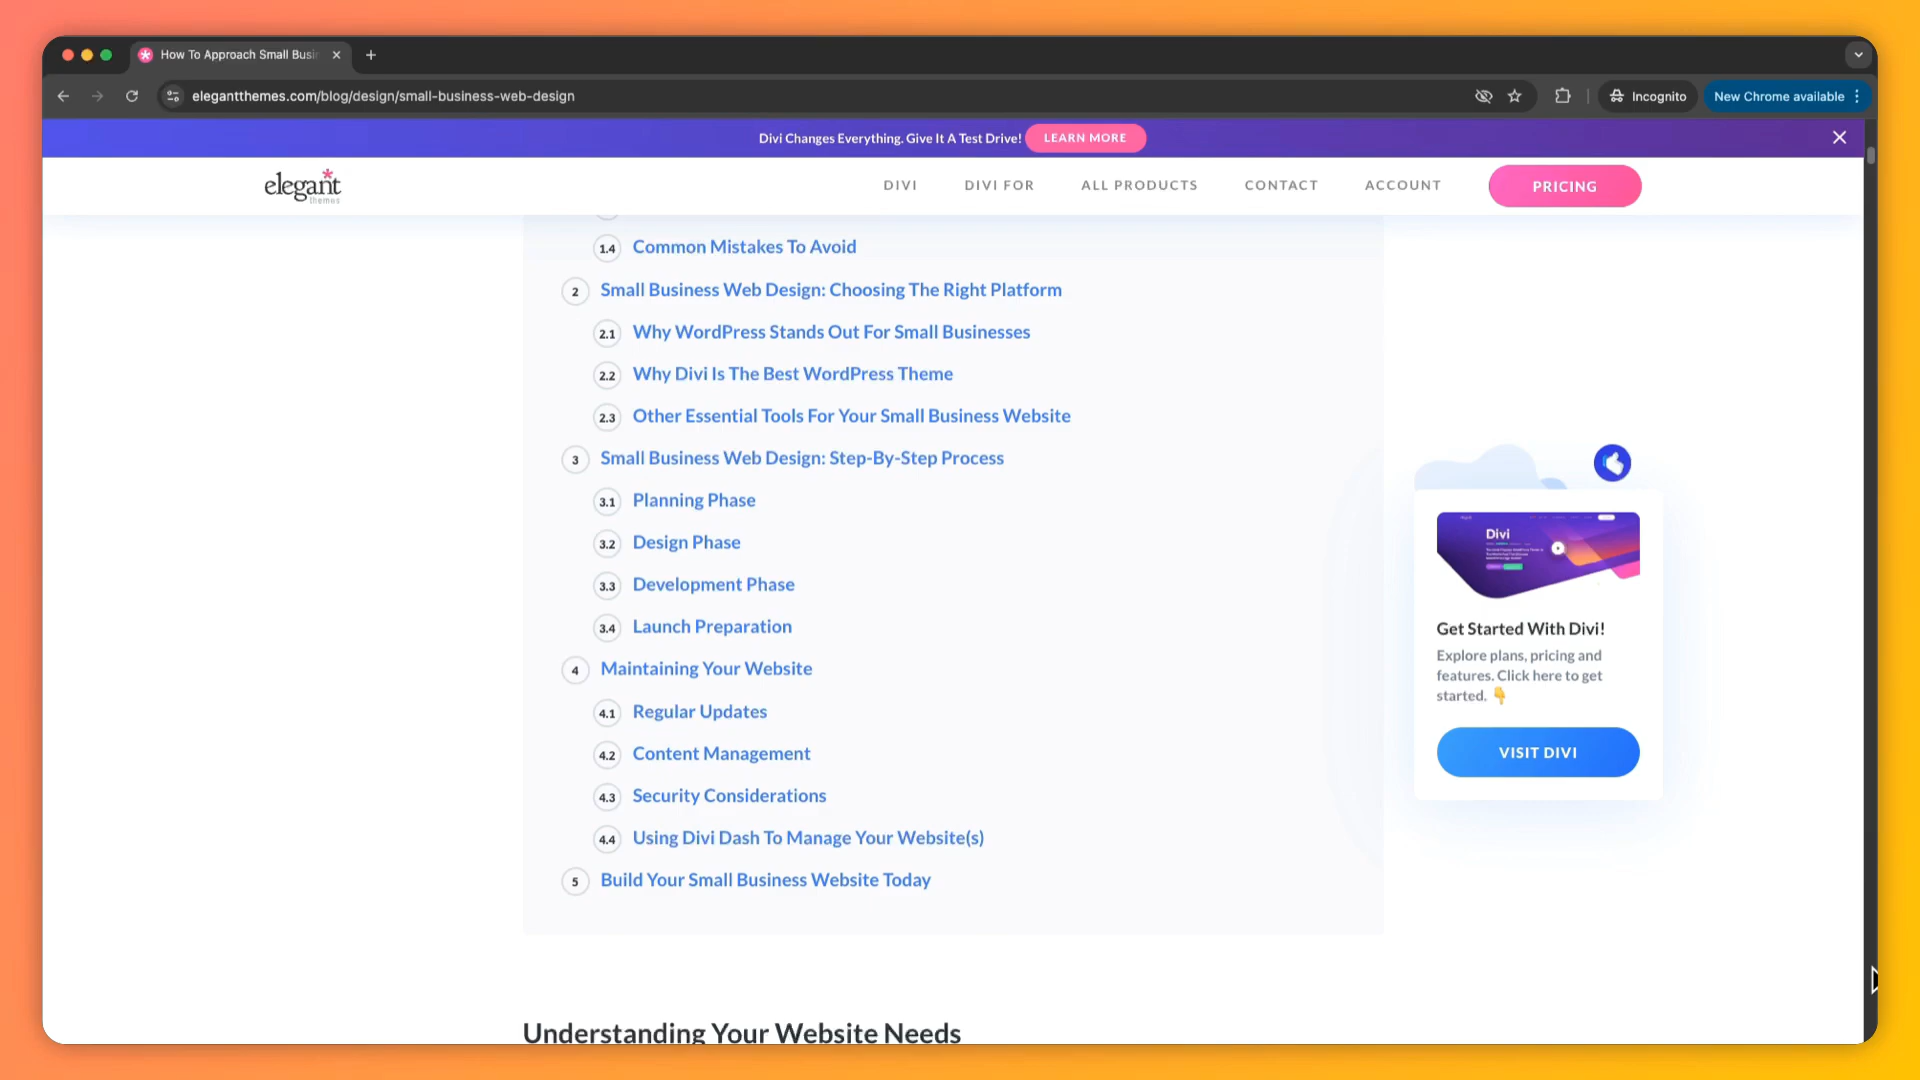 How To Approach Small Busi
elegantthemes.com/blog/design/small-business-web-design
Incognito
New Chrome available
Divi Changes Everything. Give It A Test Drive!
LEARN MORE
elegant
themes
DIVI
DIVI FOR
ALL PRODUCTS
CONTACT
ACCOUNT
PRICING
1.4 Common Mistakes To Avoid
2 Small Business Web Design: Choosing The Right Platform
2.1 Why WordPress Stands Out For Small Businesses
2.2 Why Divi Is The Best WordPress Theme
2.3 Other Essential Tools For Your Small Business Website
3 Small Business Web Design: Step-By-Step Process
3.1 Planning Phase
3.2 Design Phase
3.3 Development Phase
3.4 Launch Preparation
4 Maintaining Your Website
4.1 Regular Updates
4.2 Content Management
4.3 Security Considerations
4.4 Using Divi Dash To Manage Your Website(s)
5 Build Your Small Business Website Today
Divi
Get Started With Divi!
Explore plans, pricing and
features. Click here to get
started. 👇
VISIT DIVI
Understanding Your Website Needs